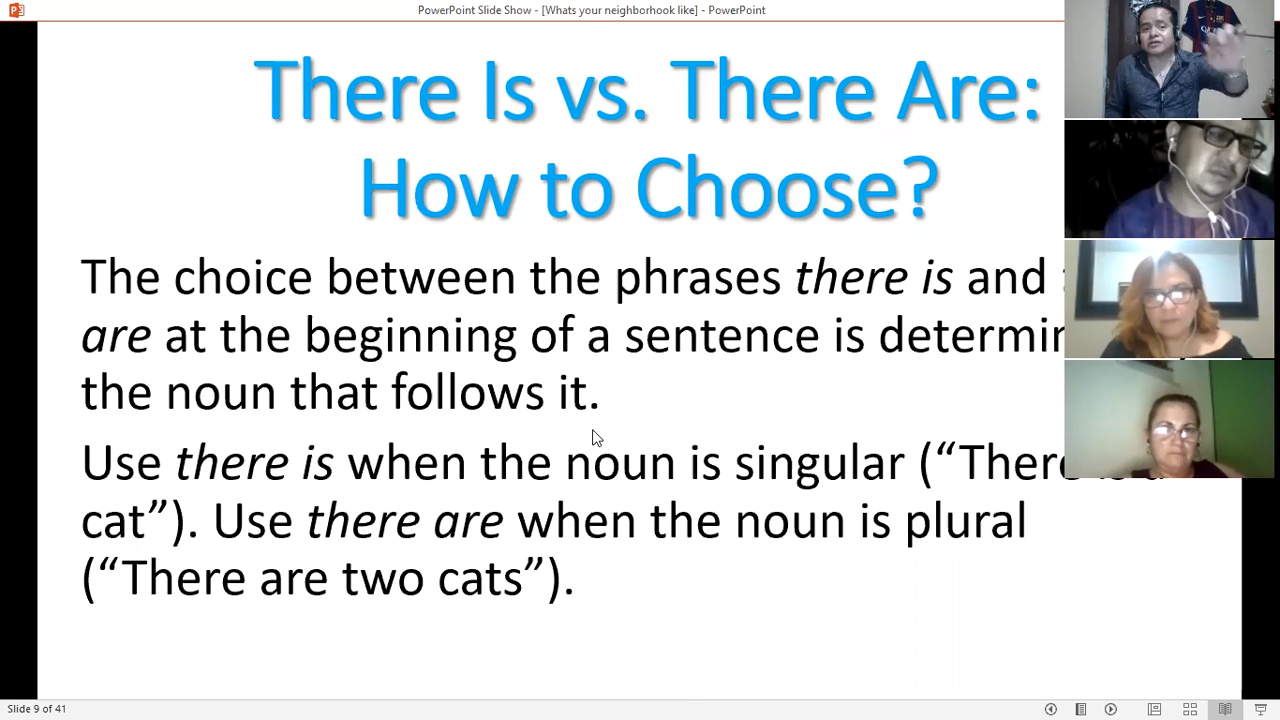 PowerPoint Slide Show - [Whats your neighborhook like] - PowerPoint
There Is vs. There Are:
How to Choose?
The choice between the phrases there is and
are at the beginning of a sentence is
the noun that follows it.
Use there is when the noun is singular (“There is a
cat”). Use there are when the noun is plural
(“There are two cats”).
Slide 9 of 41